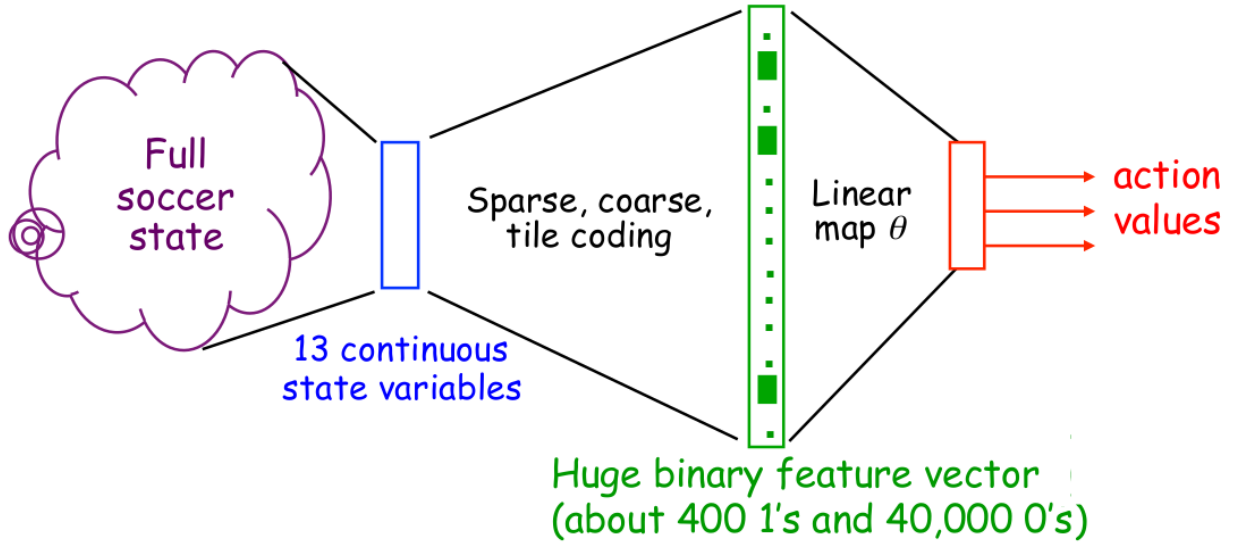 Full
soccer
state
13 continuous
state variables
Sparse, coarse,
tile coding
Huge binary feature vector
(about 400 1's and 40,000 0's)
Linear
map θ
action
values